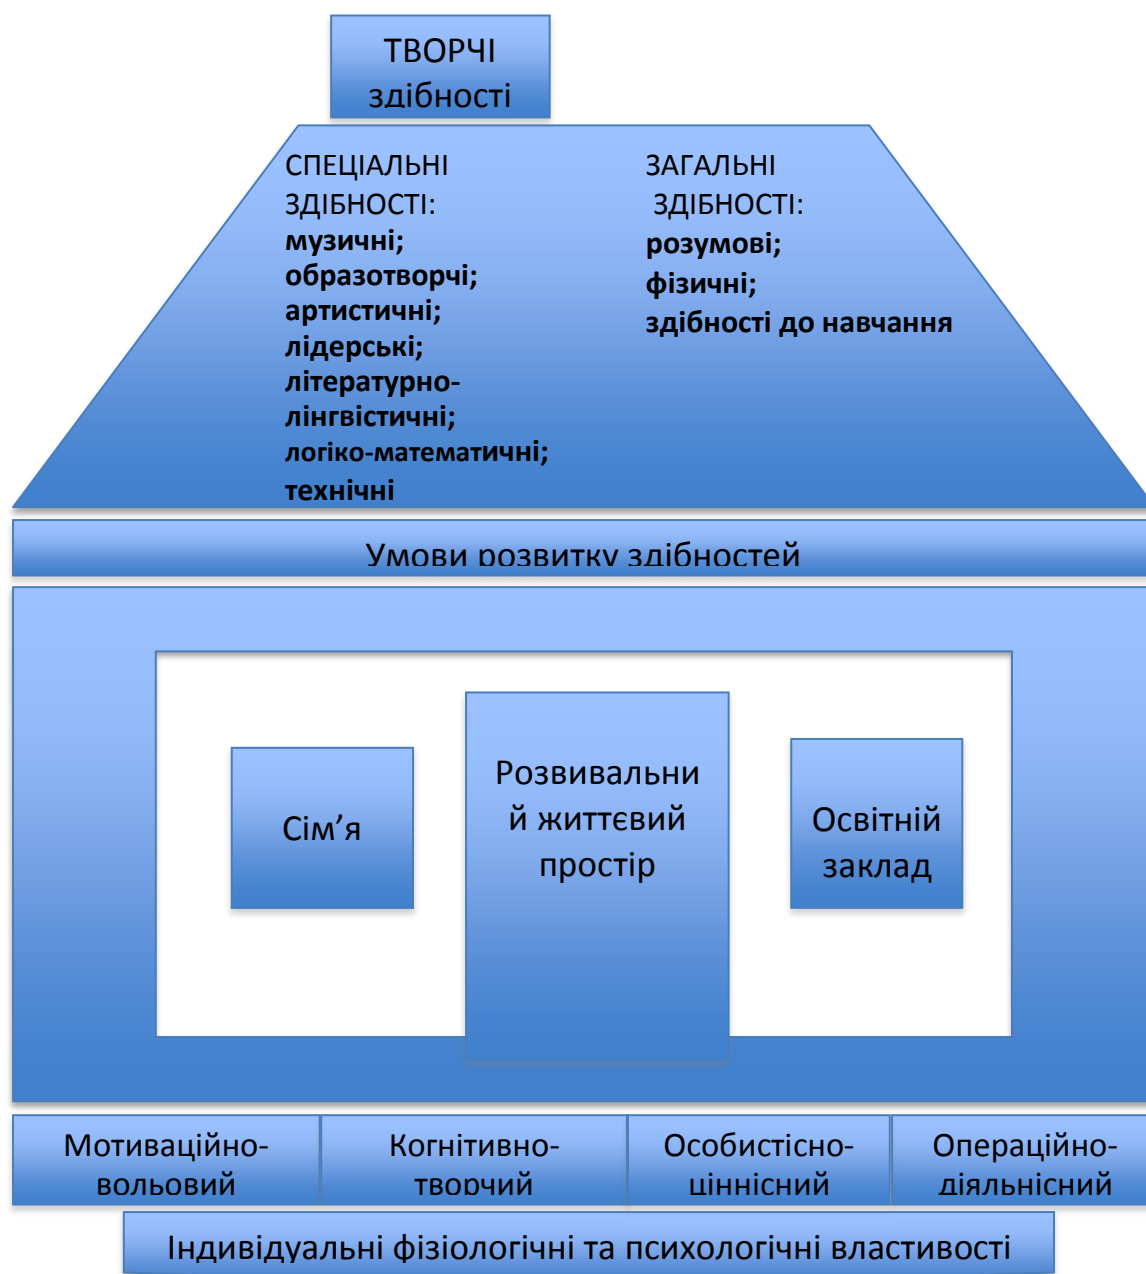 ТВОРЧІ
здібності
СПЕЦІАЛЬНІ
ЗДІБНОСТІ:
музичні;
образотворчі;
артистичні;
лідерські;
літературно-
лінгвістичні;
логіко-математичні;
технічні
ЗАГАЛЬНІ
ЗДІБНОСТІ:
розумові;
фізичні;
здібності до навчання
Умови розвитку здібностей
Сім’я
Розвивальни
й життєвий
простір
Освітній
заклад
Мотиваційно-
вольовий
Когнітивно-
творчий
Особистісно-
ціннісний
Операційно-
діяльнісний
Індивідуальні фізіологічні та психологічні властивості